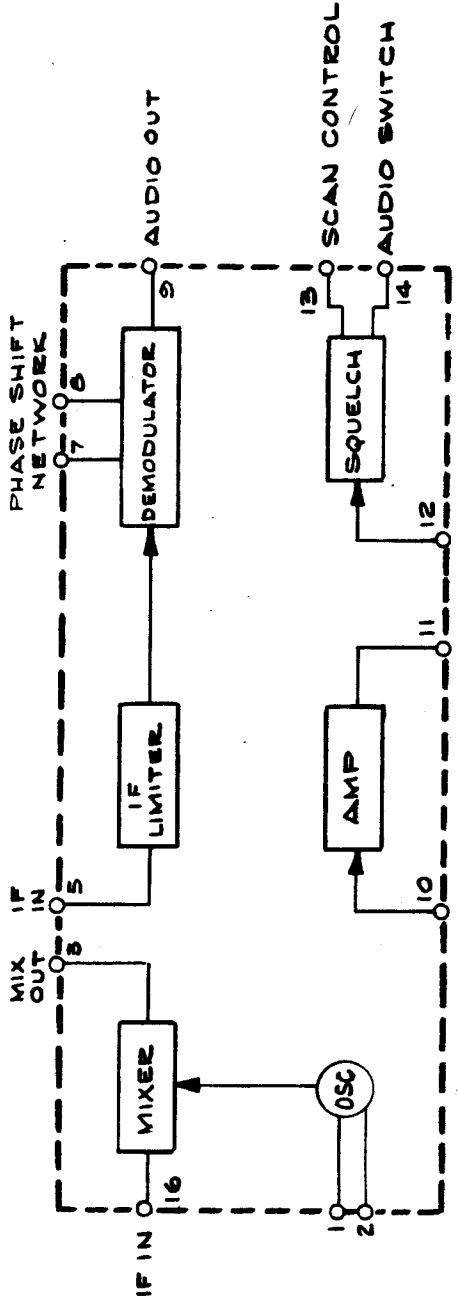 PHASE SHIFT
NETWORK
MIX
OUT
IF
IN
3
5
7
8
IF IN
16
MIXER
IF
LIMITER
DEMODULATOR
9
AUDIO OUT
1
2
OSC
AMP
SQUELCH
13
SCAN CONTROL
14
AUDIO SWITCH
10
11
12